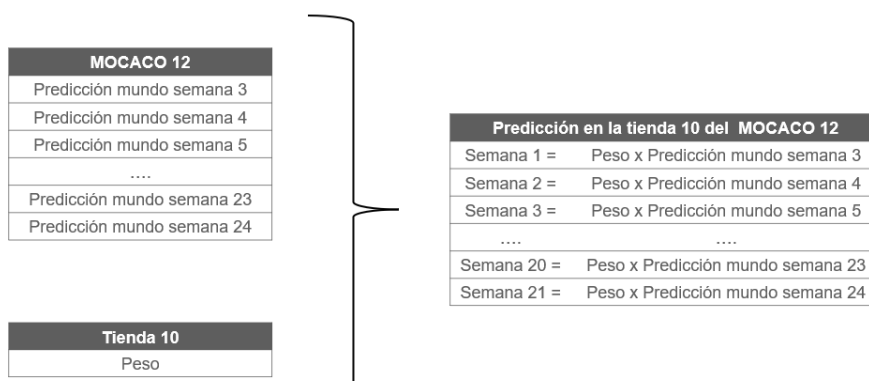 MOCACO 12
Predicción mundo semana 3
Predicción mundo semana 4
Predicción mundo semana 5
....
Predicción mundo semana 23
Predicción mundo semana 24
Tienda 10
Peso
Predicción en la tienda 10 del MOCACO 12
Semana 1 = Peso x Predicción mundo semana 3
Semana 2 = Peso x Predicción mundo semana 4
Semana 3 = Peso x Predicción mundo semana 5
.... ....
Semana 20 = Peso x Predicción mundo semana 23
Semana 21 = Peso x Predicción mundo semana 24